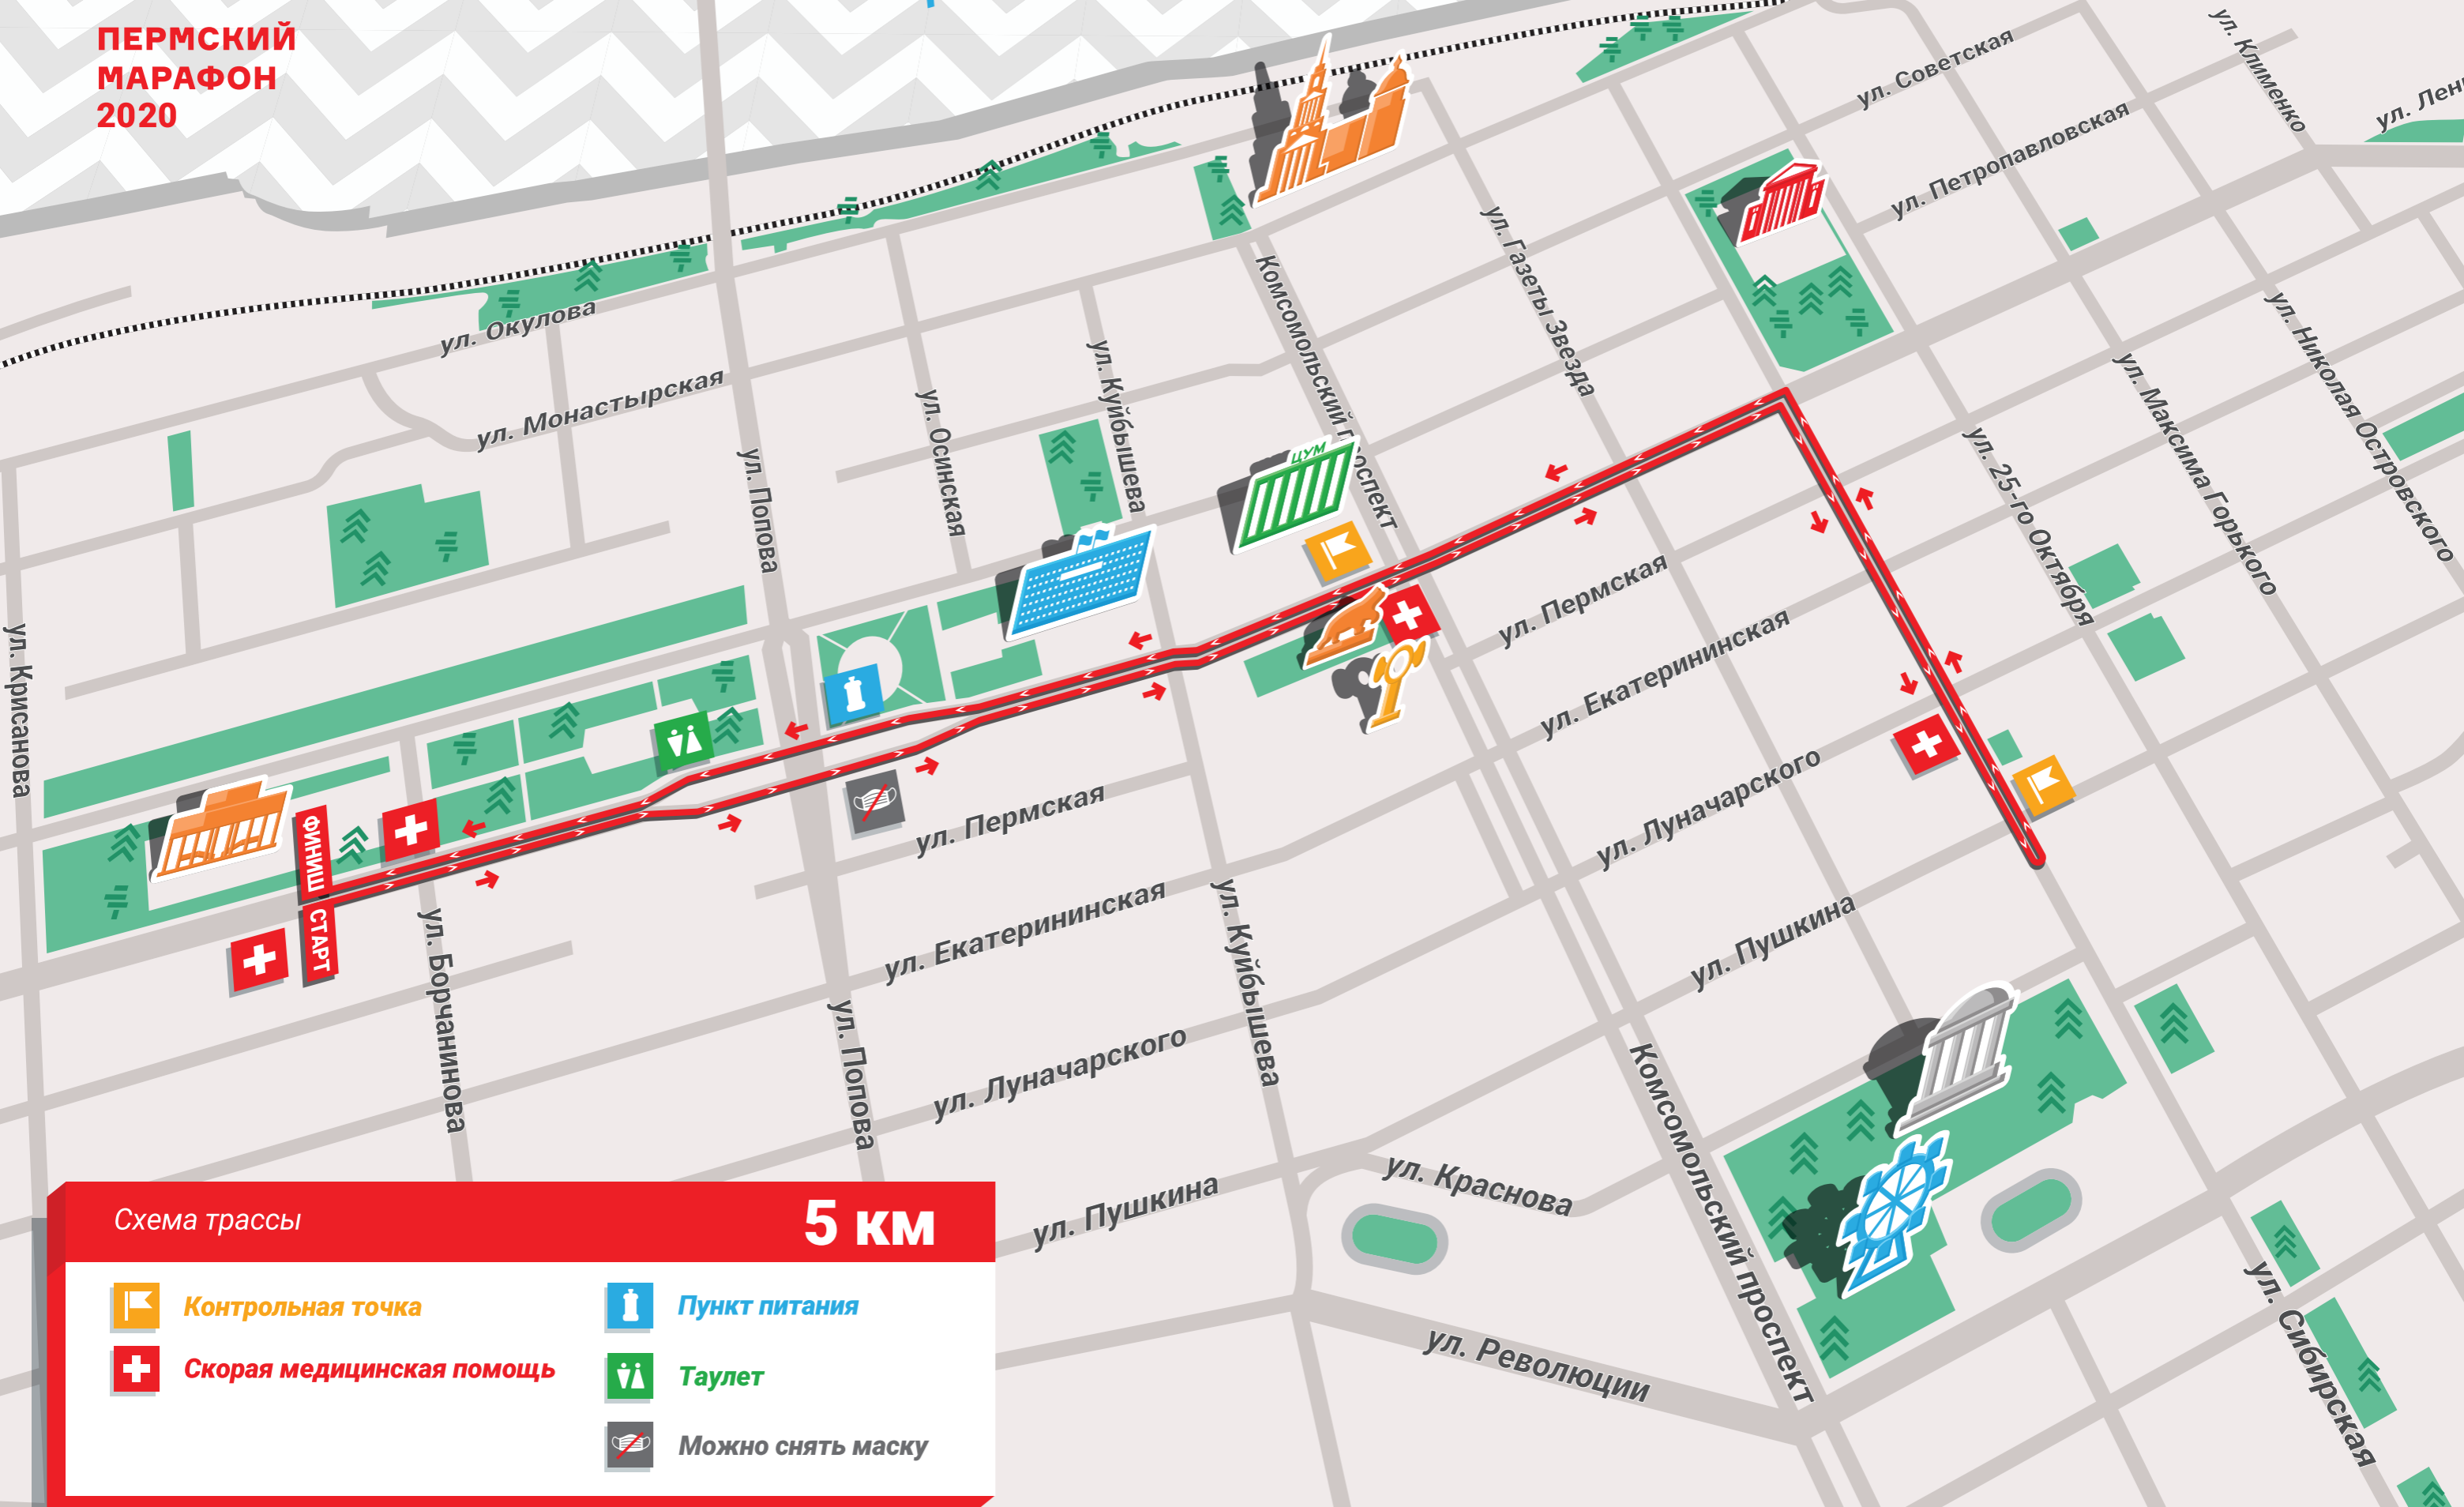 ПЕРМСКИЙ
МАРАФОН
2020
ул. Клименко
ул. Советская
ул. Лени
ул. Петропавловская
ул. Газеты Звезда
Комсомольский проспект
ул. Окулова
ул. Николая Островского
ул. Куйбышева
ул. Максима Горького
ул. Монастырская
ул. Осинская
ул. 25-го Октября
ЦУМ
ул. Попова
ул. Пермская
ул. Екатерининская
ул. Крисанова
ул. Луначарского
ул. Пермская
ФИНИШ
СТАРТ
ул. Екатерининская
ул. Куйбышева
ул. Пушкина
ул. Борчанинова
ул. Попова
ул. Луначарского
Комсомольский проспект
ул. Краснова
ул. Пушкина
ул. Революции
ул. Сибирская
Схема трассы
5 км
Контрольная точка
Скорая медицинская помощь
Пункт питания
Таулет
Можно снять маску